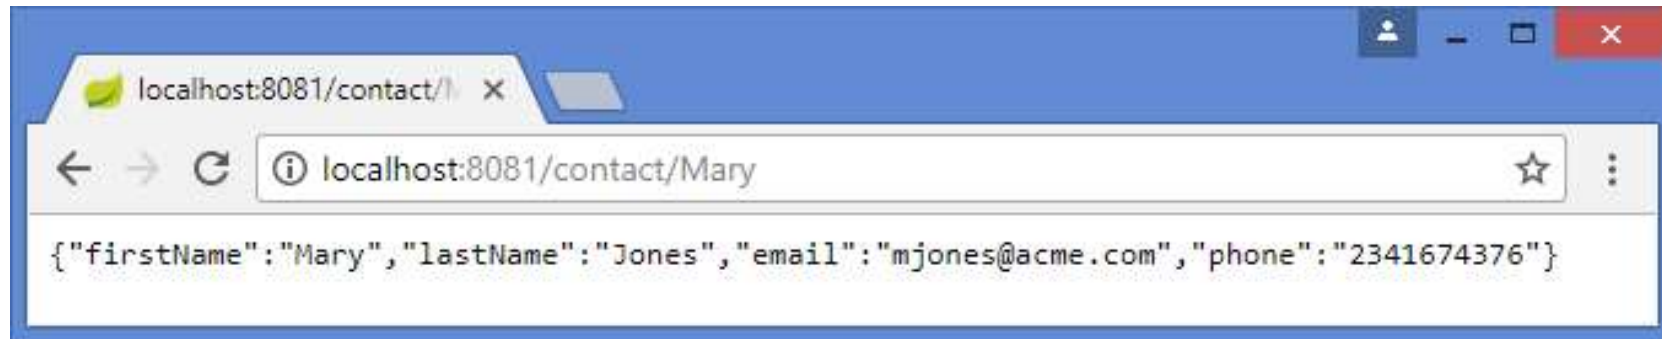 localhost:8081/contact/
localhost:8081/contact/Mary
{"firstName":"Mary","lastName":"Jones","email":"mjones@acme.com","phone":"2341674376"}